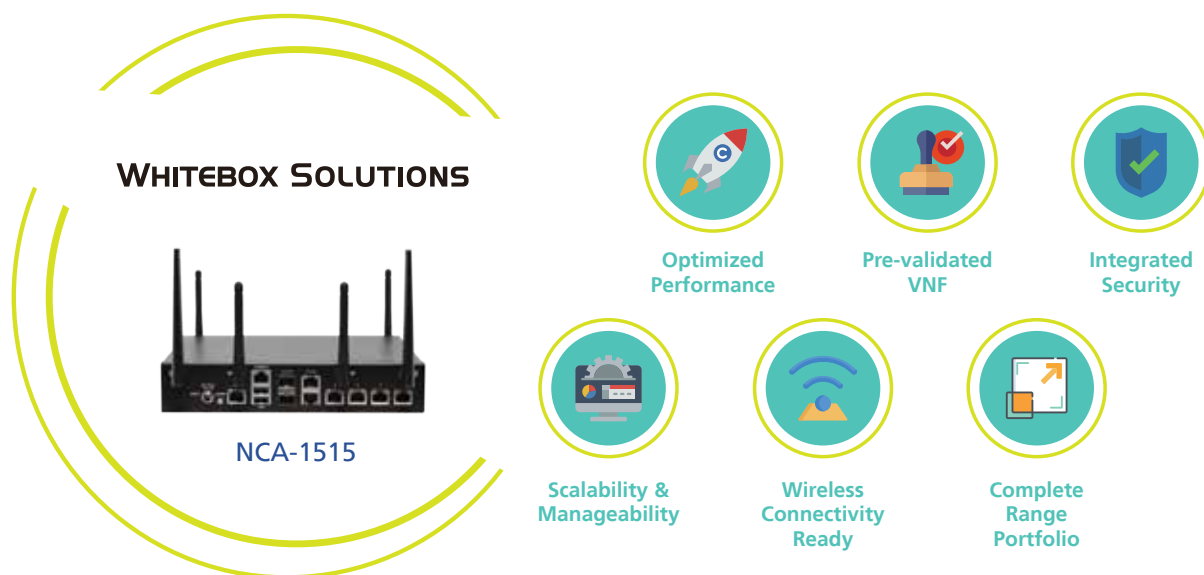 WHITEBOX SOLUTIONS
NCA-1515
Optimized
Performance
Pre-validated
VNF
Integrated
Security
Scalability &
Manageability
Wireless
Connectivity
Ready
Complete
Range
Portfolio